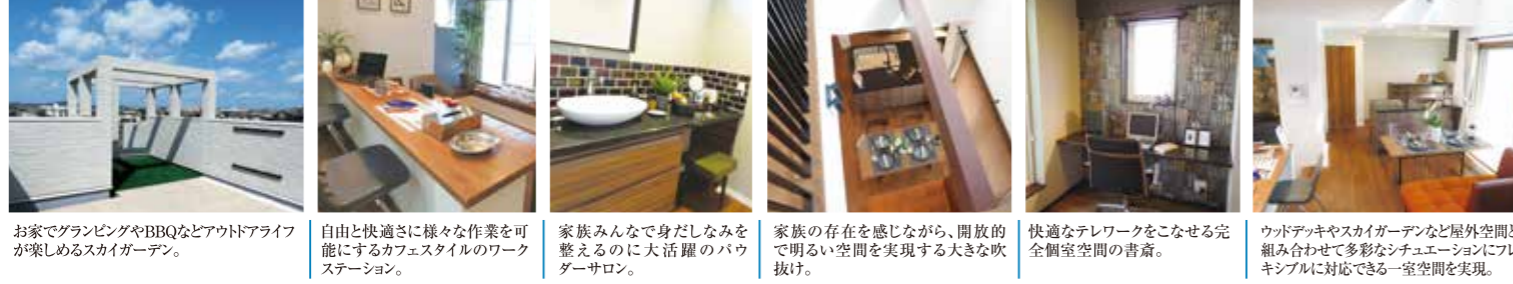 お家でグランピングやBBQなどアウトドアライフ
が楽しめるスカイガーデン。
自由と快適さに様々な作業を可
能にするカフェスタイルのワーク
ステーション。
家族みんなで身だしなみを
整えるのに大活躍のパウ
ダーサロン。
家族の存在を感じながら、開放的
で明るい空間を実現する大きな吹
抜け。
快適なテレワークをこなせる完
全個室空間の書斎。
ウッドデッキやスカイガーデンなど屋外空間と
組み合わせて多彩なシチュエーションにフレ
キシブルに対応できる一室空間を実現。